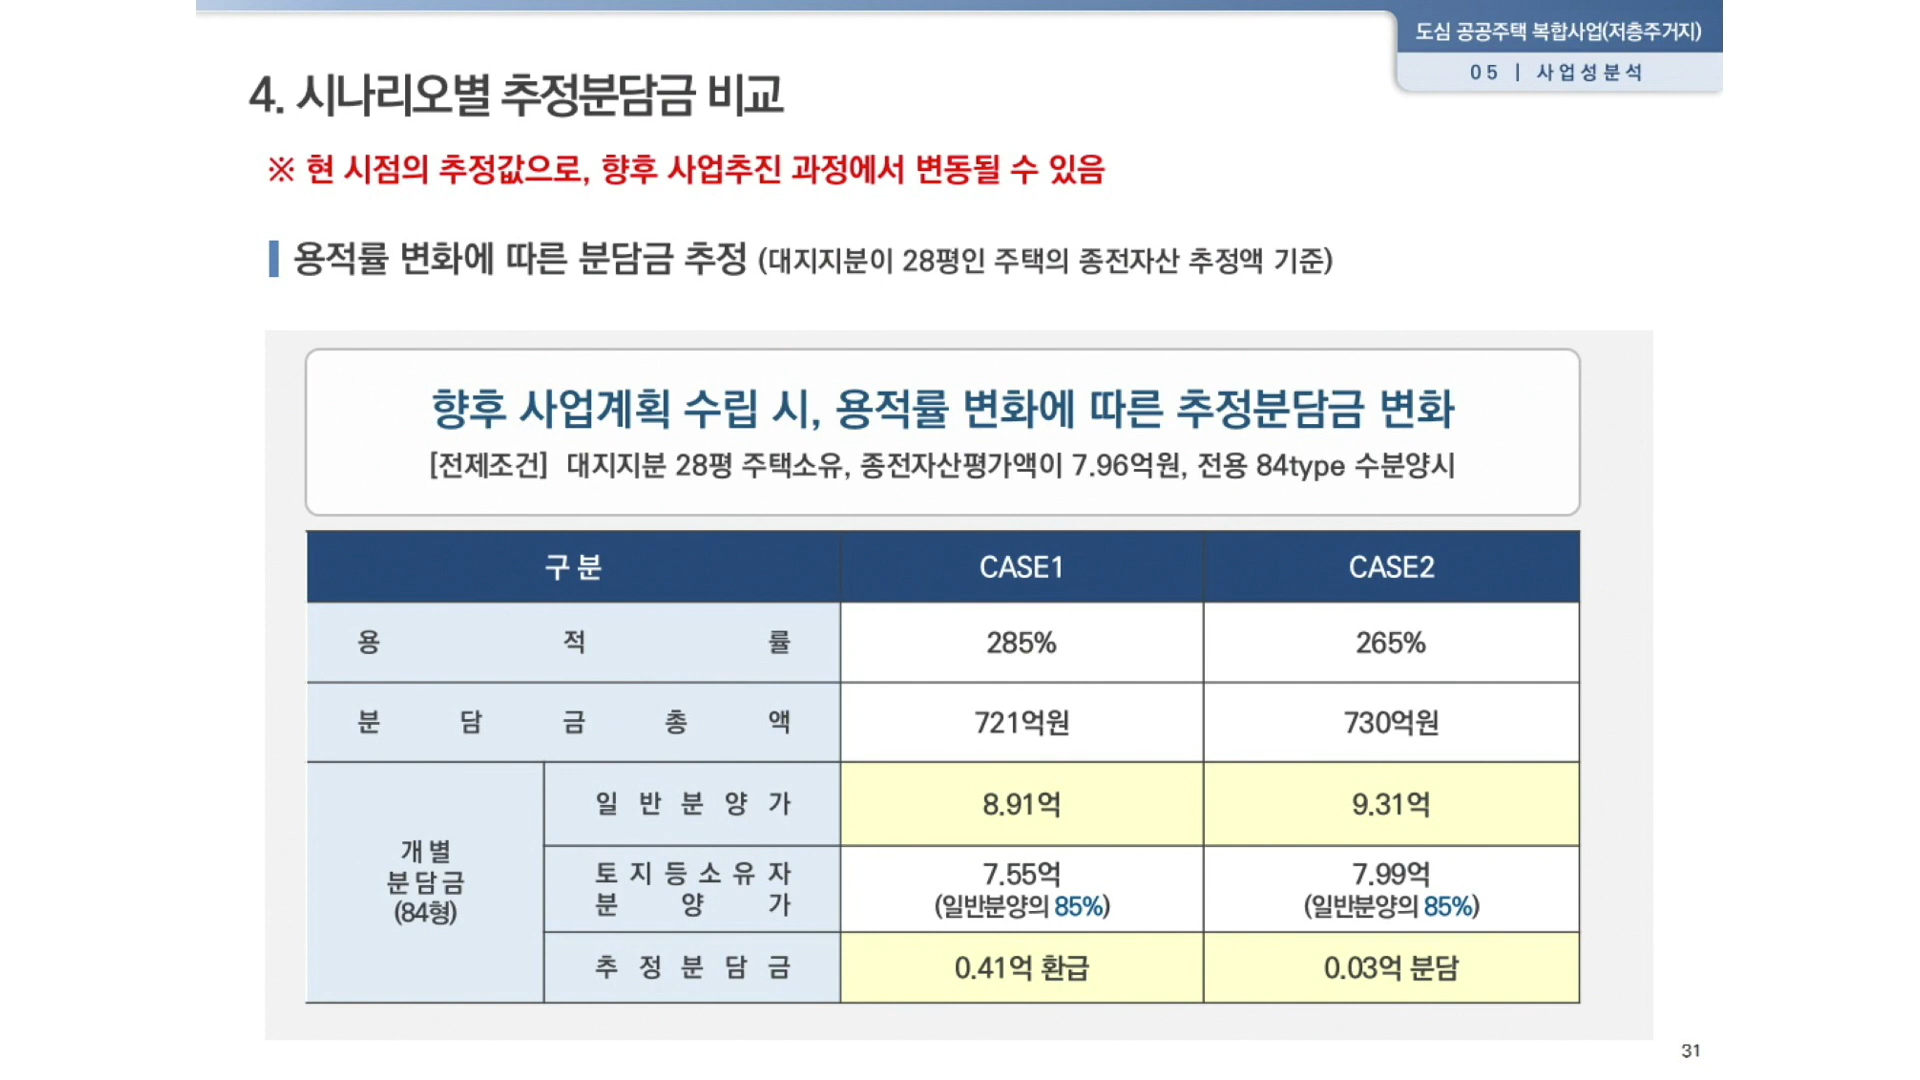 도심 공공주택 복합사업(저층주거지)
05 | 사업성분석
4. 시나리오별 추정분담금 비교
※ 현 시점의 추정값으로, 향후 사업추진 과정에서 변동될 수 있음
용적률 변화에 따른 분담금 추정 (대지지분이 28평인 주택의 종전자산 추정액 기준)
향후 사업계획 수립 시, 용적률 변화에 따른 추정분담금 변화
[전제조건] 대지지분 28평 주택소유, 종전자산평가액이 7.96억원, 전용 84type 수분양시
구 분 CASE1 CASE2
용 적 률 285% 265%
분 담 금 총 액 721억원 730억원
개 별
분 담 금
(84형)
일 반 분 양 가 8.91억 9.31억
토 지 등 소 유 자
분 양 가
7.55억
(일반분양의 85%)
7.99억
(일반분양의 85%)
추 정 분 담 금 0.41억 환급 0.03억 분담
31